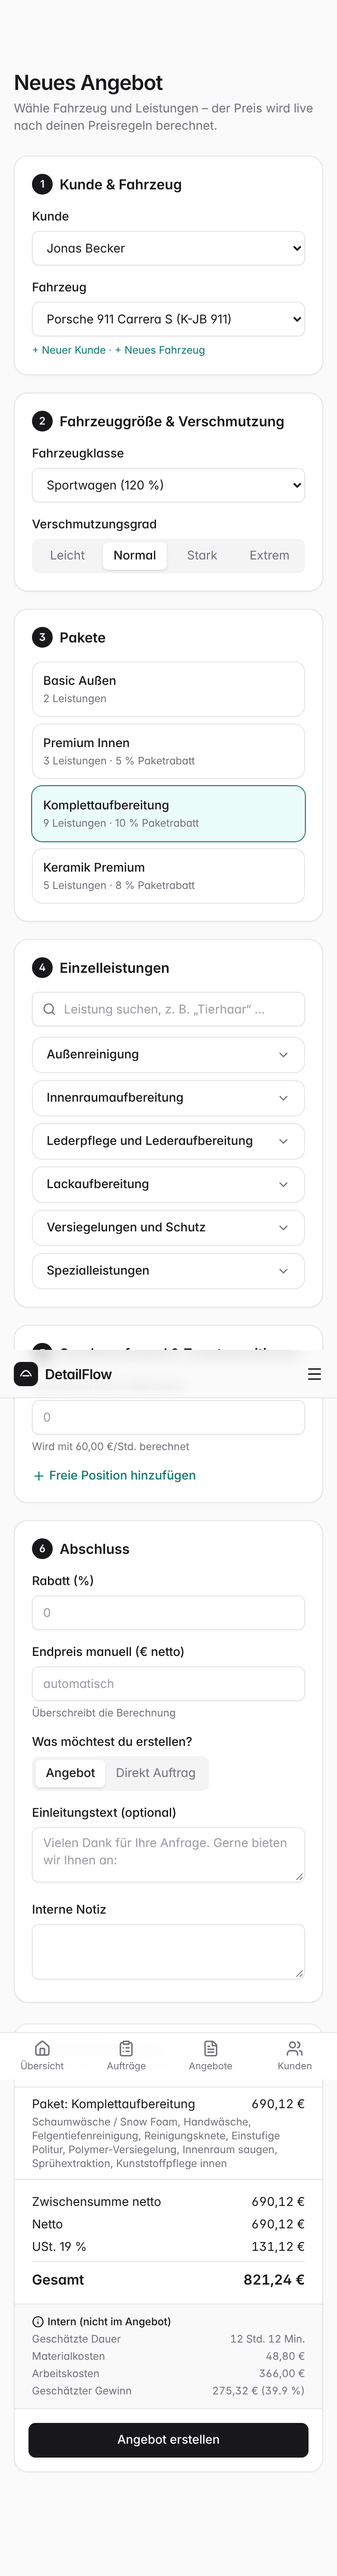 Neues Angebot
Wähle Fahrzeug und Leistungen – der Preis wird live
nach deinen Preisregeln berechnet.
1 Kunde & Fahrzeug
Kunde
Jonas Becker
Fahrzeug
Porsche 911 Carrera S (K-JB 911)
+ Neuer Kunde · + Neues Fahrzeug
2 Fahrzeuggröße & Verschmutzung
Fahrzeugklasse
Sportwagen (120 %)
Verschmutzungsgrad
Leicht Normal Stark Extrem
3 Pakete
Basic Außen
2 Leistungen
Premium Innen
3 Leistungen · 5 % Paketrabatt
Komplettaufbereitung
9 Leistungen · 10 % Paketrabatt
Keramik Premium
5 Leistungen · 8 % Paketrabatt
4 Einzelleistungen
Leistung suchen, z. B. „Tierhaar“ ...
Außenreinigung
Innenraumaufbereitung
Lederpflege und Lederaufbereitung
Lackaufbereitung
Versiegelungen und Schutz
Spezialleistungen
DetailFlow
0
Wird mit 60,00 €/Std. berechnet
+ Freie Position hinzufügen
6 Abschluss
Rabatt (%)
0
Endpreis manuell (€ netto)
automatisch
Überschreibt die Berechnung
Was möchtest du erstellen?
Angebot Direkt Auftrag
Einleitungstext (optional)
Vielen Dank für Ihre Anfrage. Gerne bieten
wir Ihnen an:
Interne Notiz
Übersicht Aufträge Angebote Kunden
Paket: Komplettaufbereitung 690,12 €
Schaumwäsche / Snow Foam, Handwäsche,
Felgentiefenreinigung, Reinigungsknete, Einstufige
Politur, Polymer-Versiegelung, Innenraum saugen,
Sprühextraktion, Kunststoffpflege innen
Zwischensumme netto 690,12 €
Netto 690,12 €
USt. 19 % 131,12 €
Gesamt 821,24 €
Intern (nicht im Angebot)
Geschätzte Dauer 12 Std. 12 Min.
Materialkosten 48,80 €
Arbeitskosten 366,00 €
Geschätzter Gewinn 275,32 € (39.9 %)
Angebot erstellen